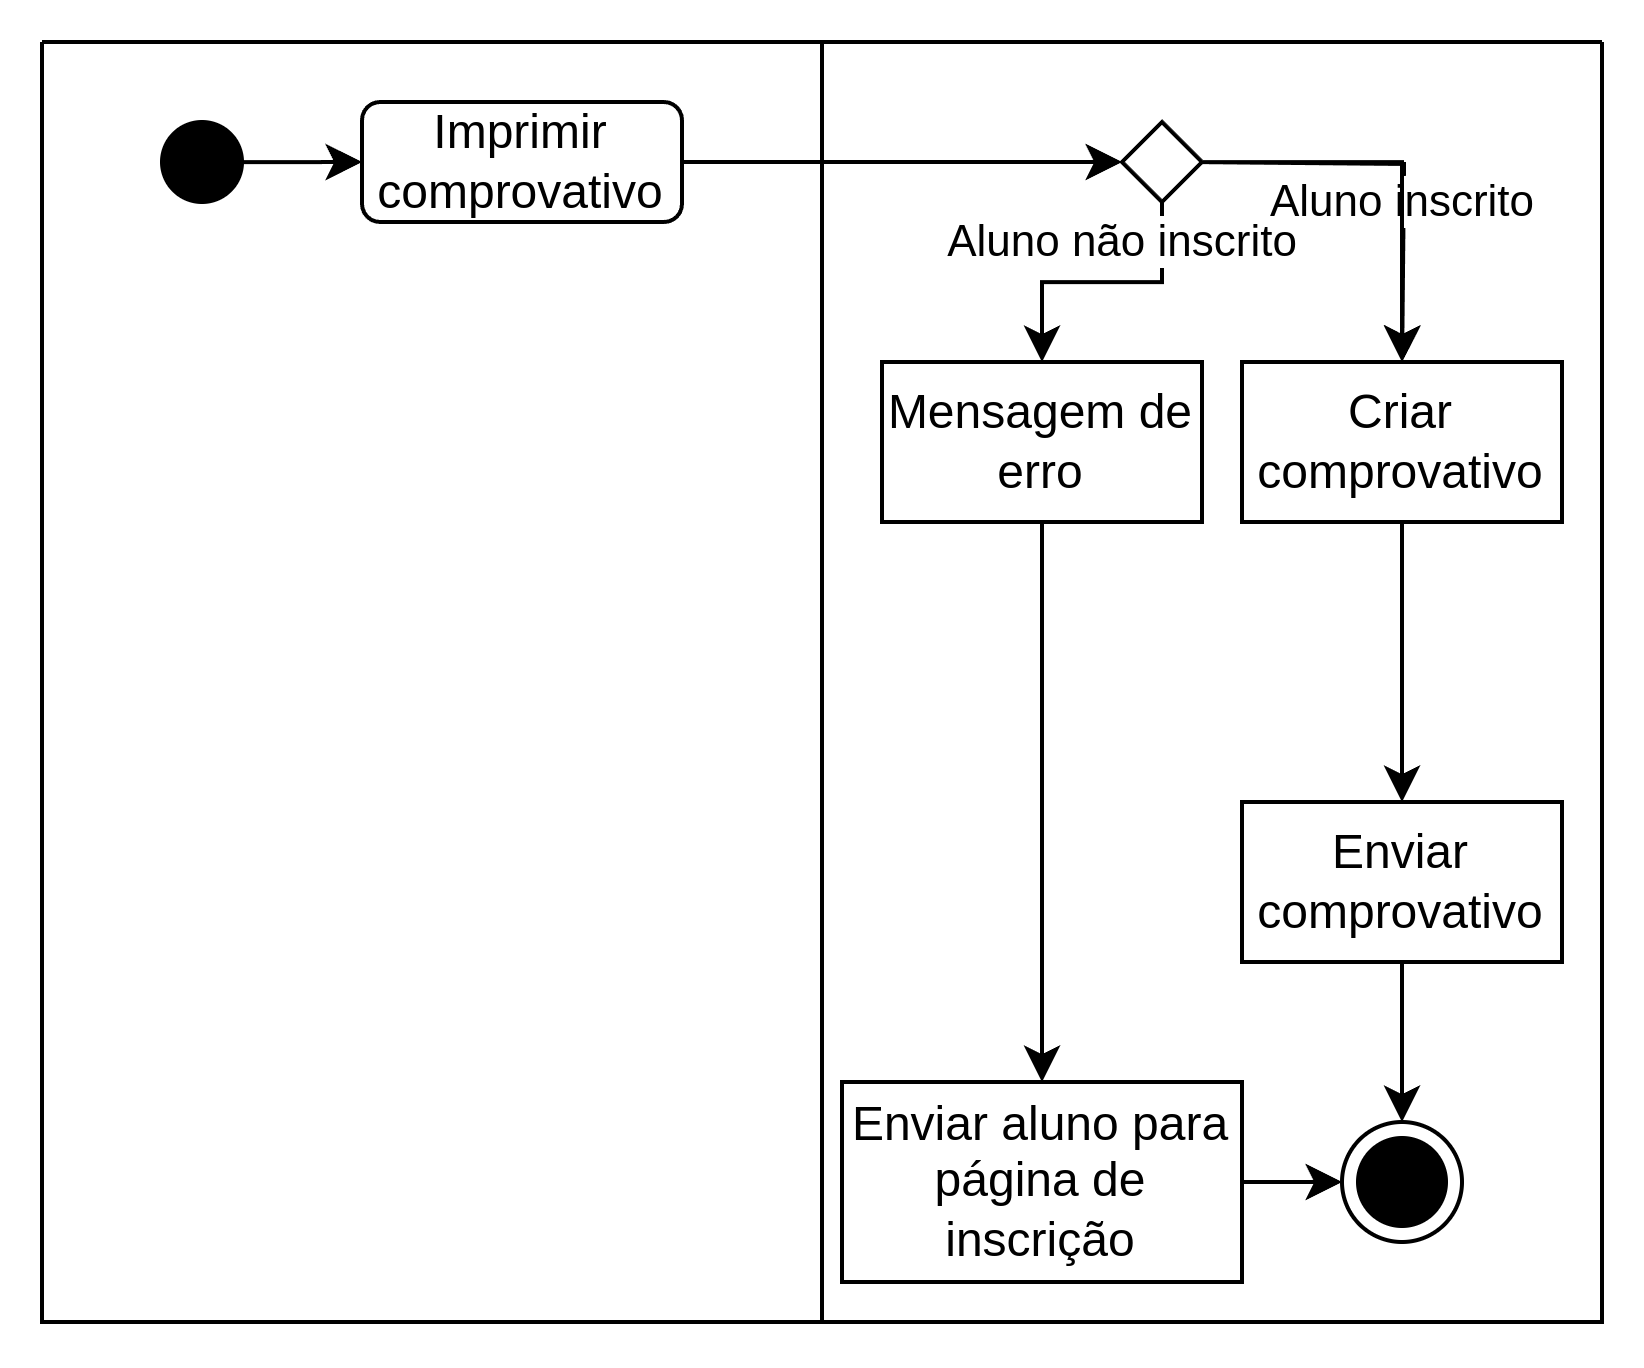 Imprimir
comprovativo
Aluno inscrito
Aluno não inscrito
Mensagem de
erro
Criar
comprovativo
Enviar
comprovativo
Enviar aluno para
página de
inscrição